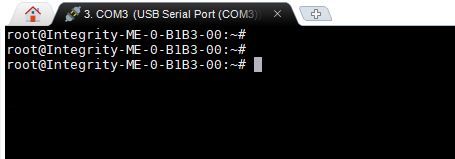 3. COM3 (USB Serial Port (COM3)
root@Integrity-ME-0-B1B3-00:~#
root@Integrity-ME-0-B1B3-00:~#
root@Integrity-ME-0-B1B3-00:~#